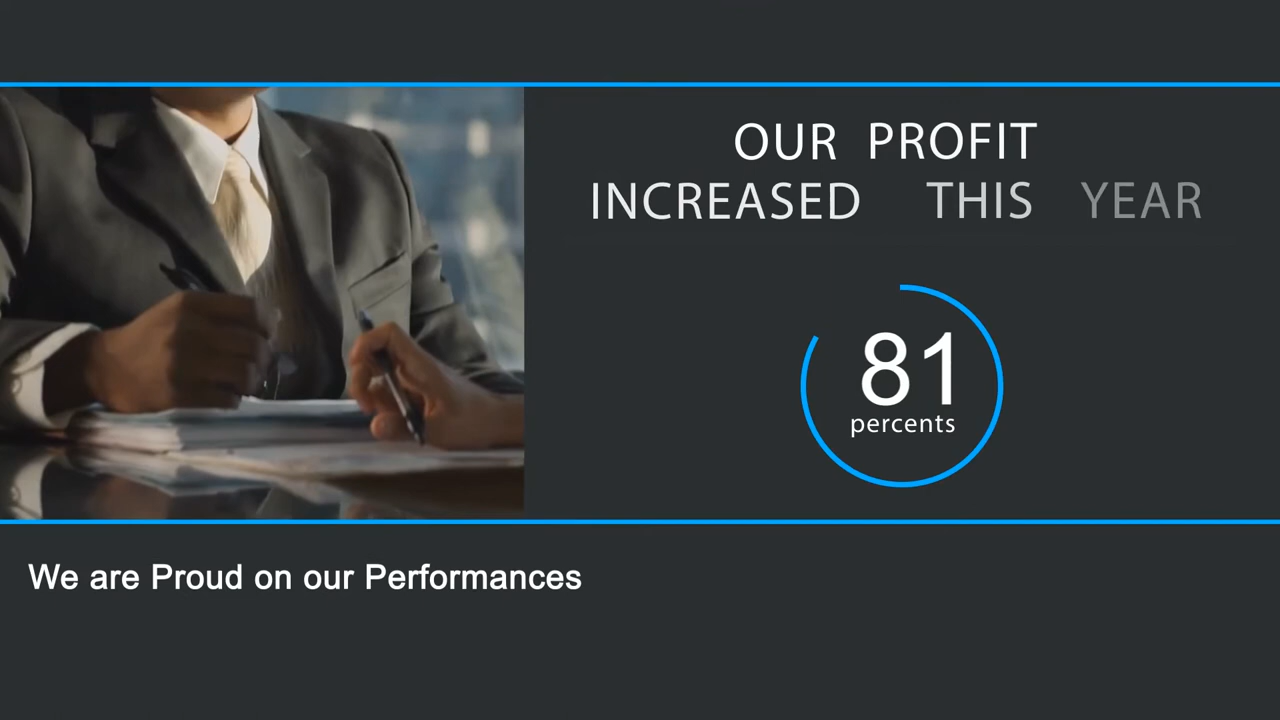 OUR PROFIT
INCREASED THIS YEAR
81
percents
We are Proud on our Performances